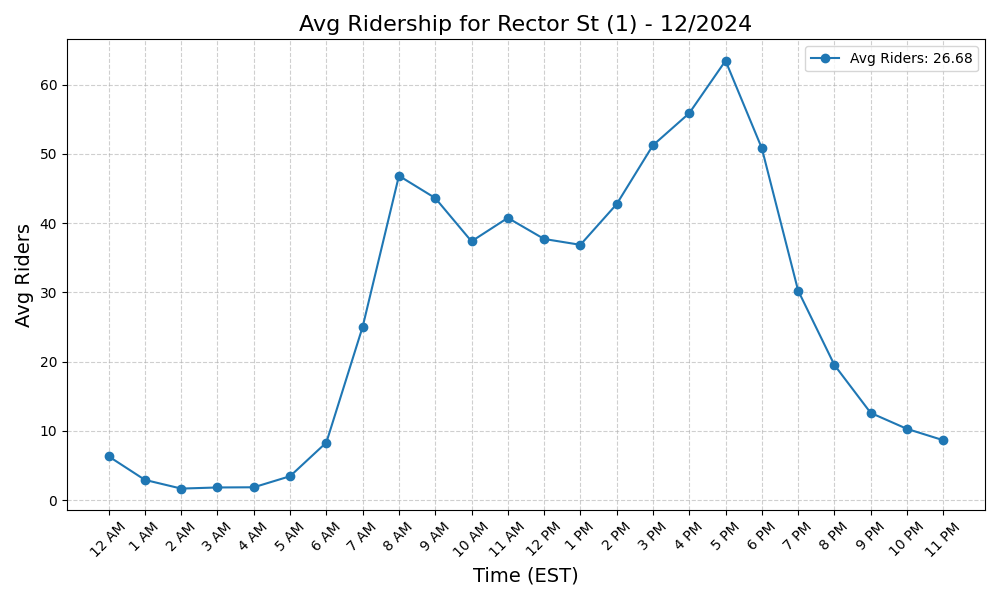 Avg Ridership for Rector St (1) - 12/2024
Avg Riders: 26.68
Avg Riders
60
50
40
30
20
10
0
12 AM
1 AM
2 AM
3 AM
4 AM
5 AM
6 AM
7 AM
8 AM
9 AM
10 AM
11 AM
12 PM
1 PM
2 PM
3 PM
4 PM
5 PM
6 PM
7 PM
8 PM
9 PM
10 PM
11 PM
Time (EST)